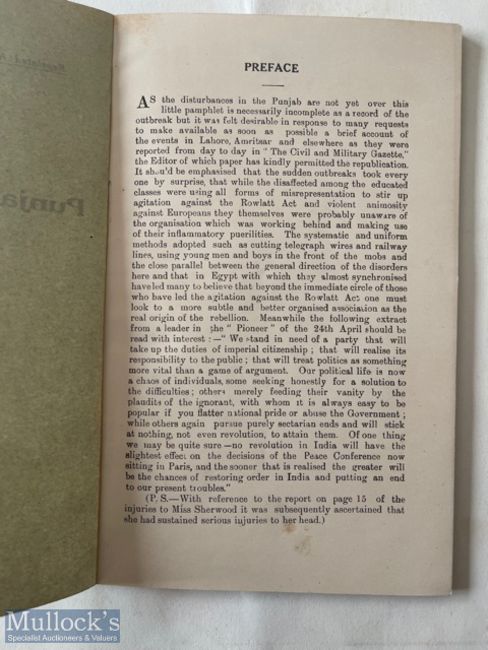 Punja
PREFACE
AS the disturbances in the Punjab are not yet over this
little pamphlet is necessarily incomplete as a record of the
outbreak but it was felt desirable in response to many requests
to make available as soon as possible a brief account of
the events in Lahore, Amritsar and elsewhere as they were
reported from day to day in "The Civil and Military Gazette,"
the Editor of which paper has kindly permitted the republication.
It should be emphasised that the sudden outbreaks took every
one by surprise, that while the disaffected among the educated
classes were using all forms of misrepresentation to stir up
agitation against the Rowlatt Act and violent animosity
against Europeans they themselves were probably unaware of
the organisation which was working behind and making use
of their inflammatory puerilities. The systematic and uniform
methods adopted such as cutting telegraph wires and railway
lines, using young men and boys in the front of the mobs and
the close parallel between the general direction of the disorders
here and that in Egypt with which they almost synchronised
have led many to believe that beyond the immediate circle of those
who have led the agitation against the Rowlatt Act one must
look to a more subtle and better organised association as the
real origin of the rebellion. Meanwhile the following extract
from a leader in the "Pioneer" of the 24th April should be
read with interest :—"We stand in need of a party that will
take up the duties of imperial citizenship ; that will realise its
responsibility to the public ; that will treat politics as something
more vital than a game of argument. Our political life is now
a chaos of individuals, some seeking honestly for a solution to
the difficulties ; others merely feeding their vanity by the
plaudits of the ignorant, with whom it is always easy to be
popular if you flatter national pride or abuse the Government ;
while others again pursue purely sectarian ends and will stick
at nothing, not even revolution, to attain them. Of one thing
we may be quite sure—no revolution in India will have the
slightest effect on the decisions of the Peace Conference now
sitting in Paris, and the sooner that is realised the greater will
be the chances of restoring order in India and putting an end
to our present troubles."
(P. S.—With reference to the report on page 15 of the
injuries to Miss Sherwood it was subsequently ascertained that
she had sustained serious injuries to her head.)
Mullock's
Specialist Auctioneers & Valuers